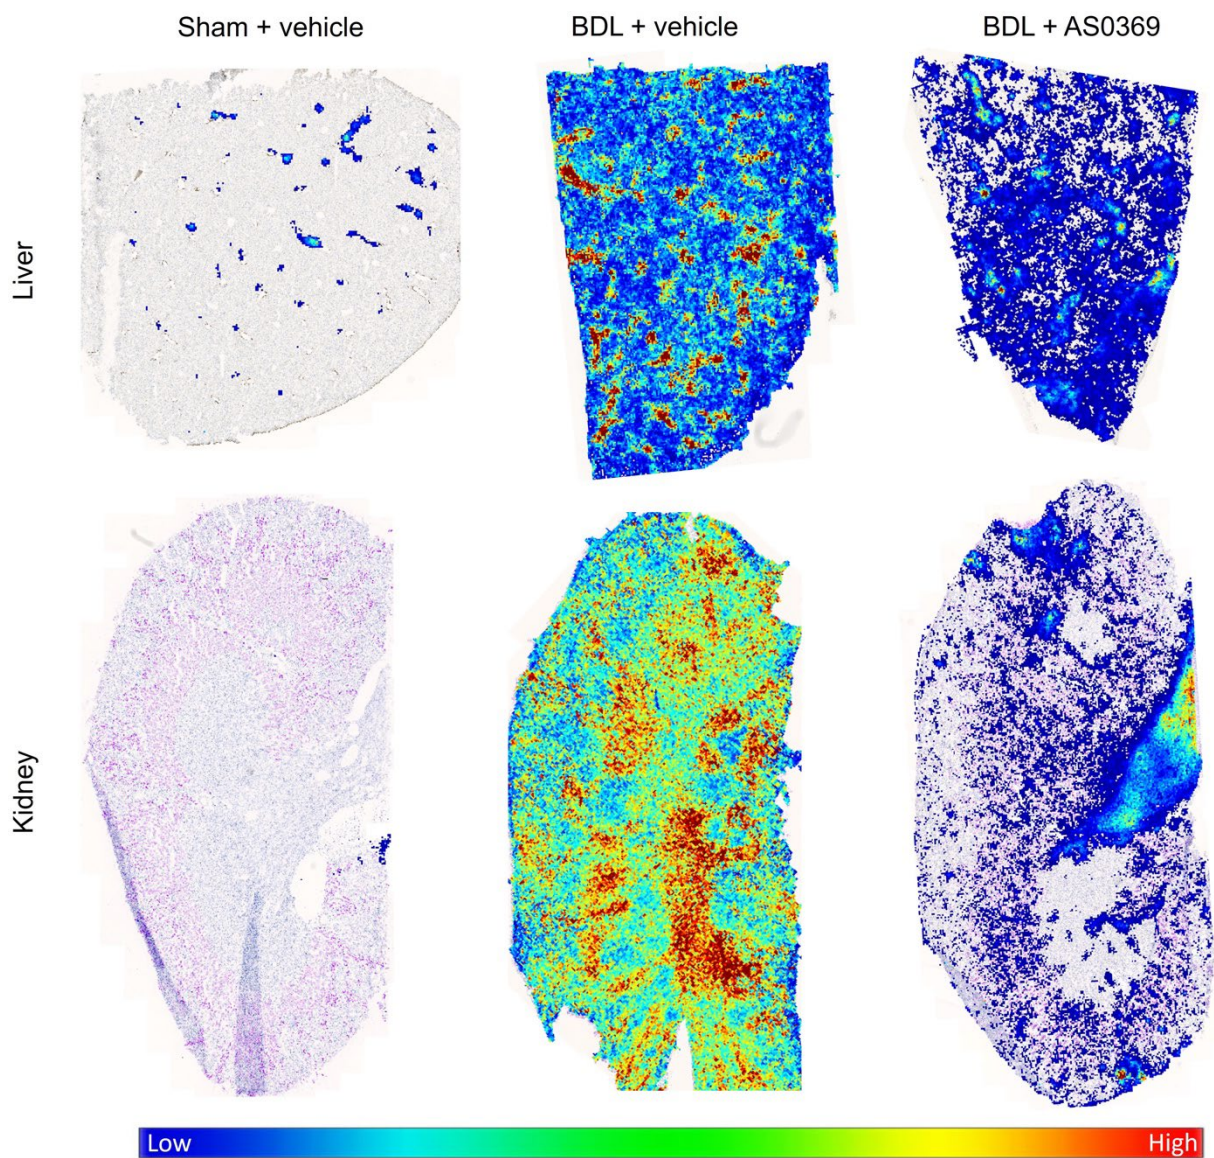 Sham + vehicle
BDL + vehicle
BDL + AS0369
Liver
Kidney
Low
High